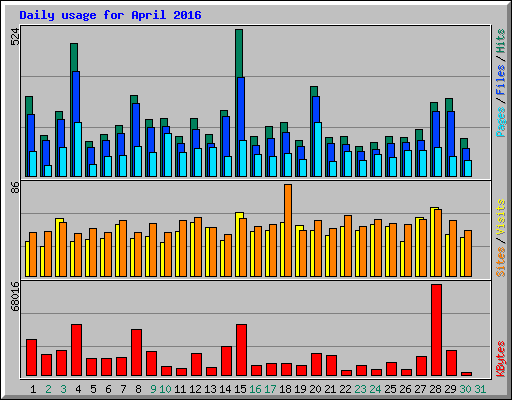 Daily usage for April 2016
524
Pages / Files / Hits
86
Sites / Visits
68016
KBytes
1 2 3 4 5 6 7 8 9 10 11 12 13 14 15 16 17 18 19 20 21 22 23 24 25 26 27 28 29 30 31